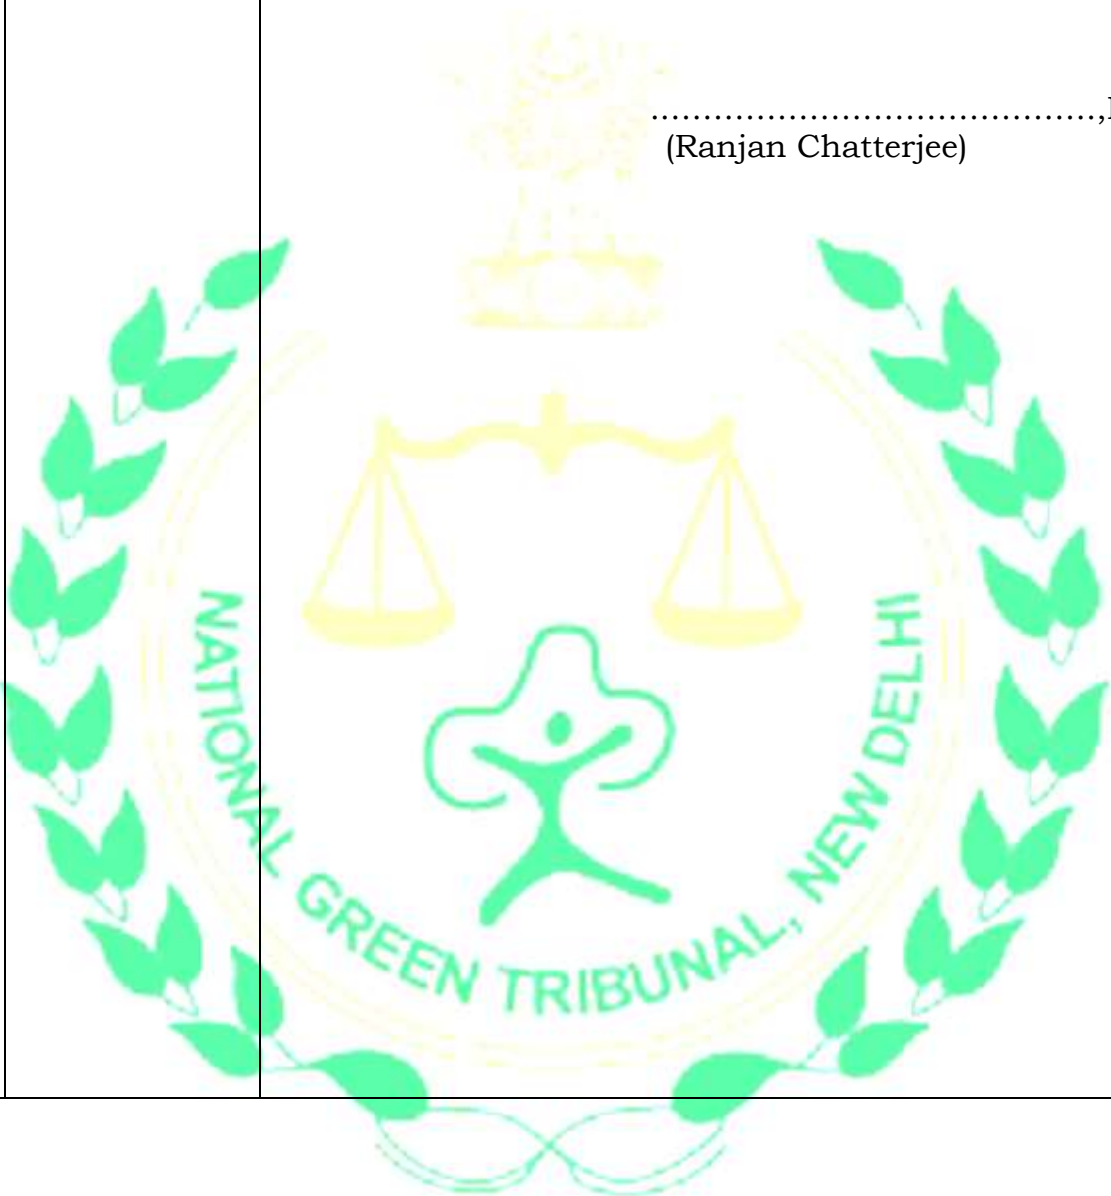 ……………………………………,
(Ranjan Chatterjee)
NATIONAL GREEN TRIBUNAL, NEW DELHI